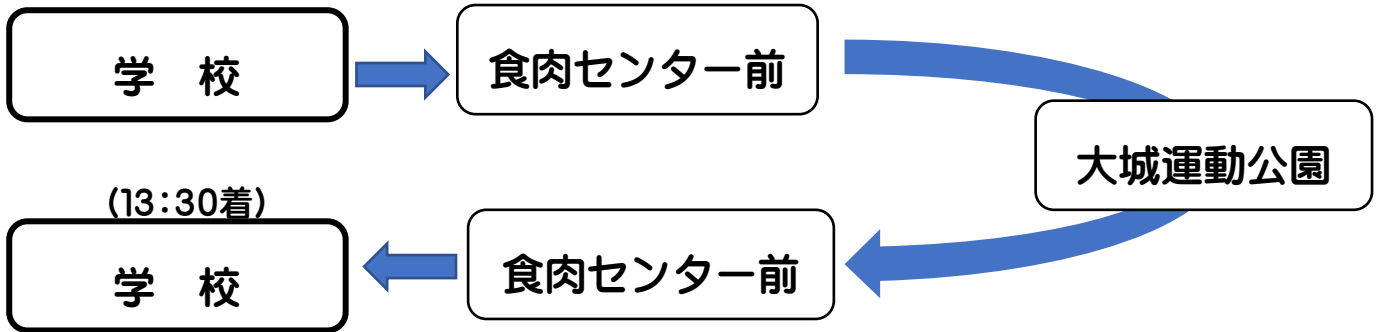 学　校
食肉センター前
大城運動公園
(13:30着)
学　校
食肉センター前